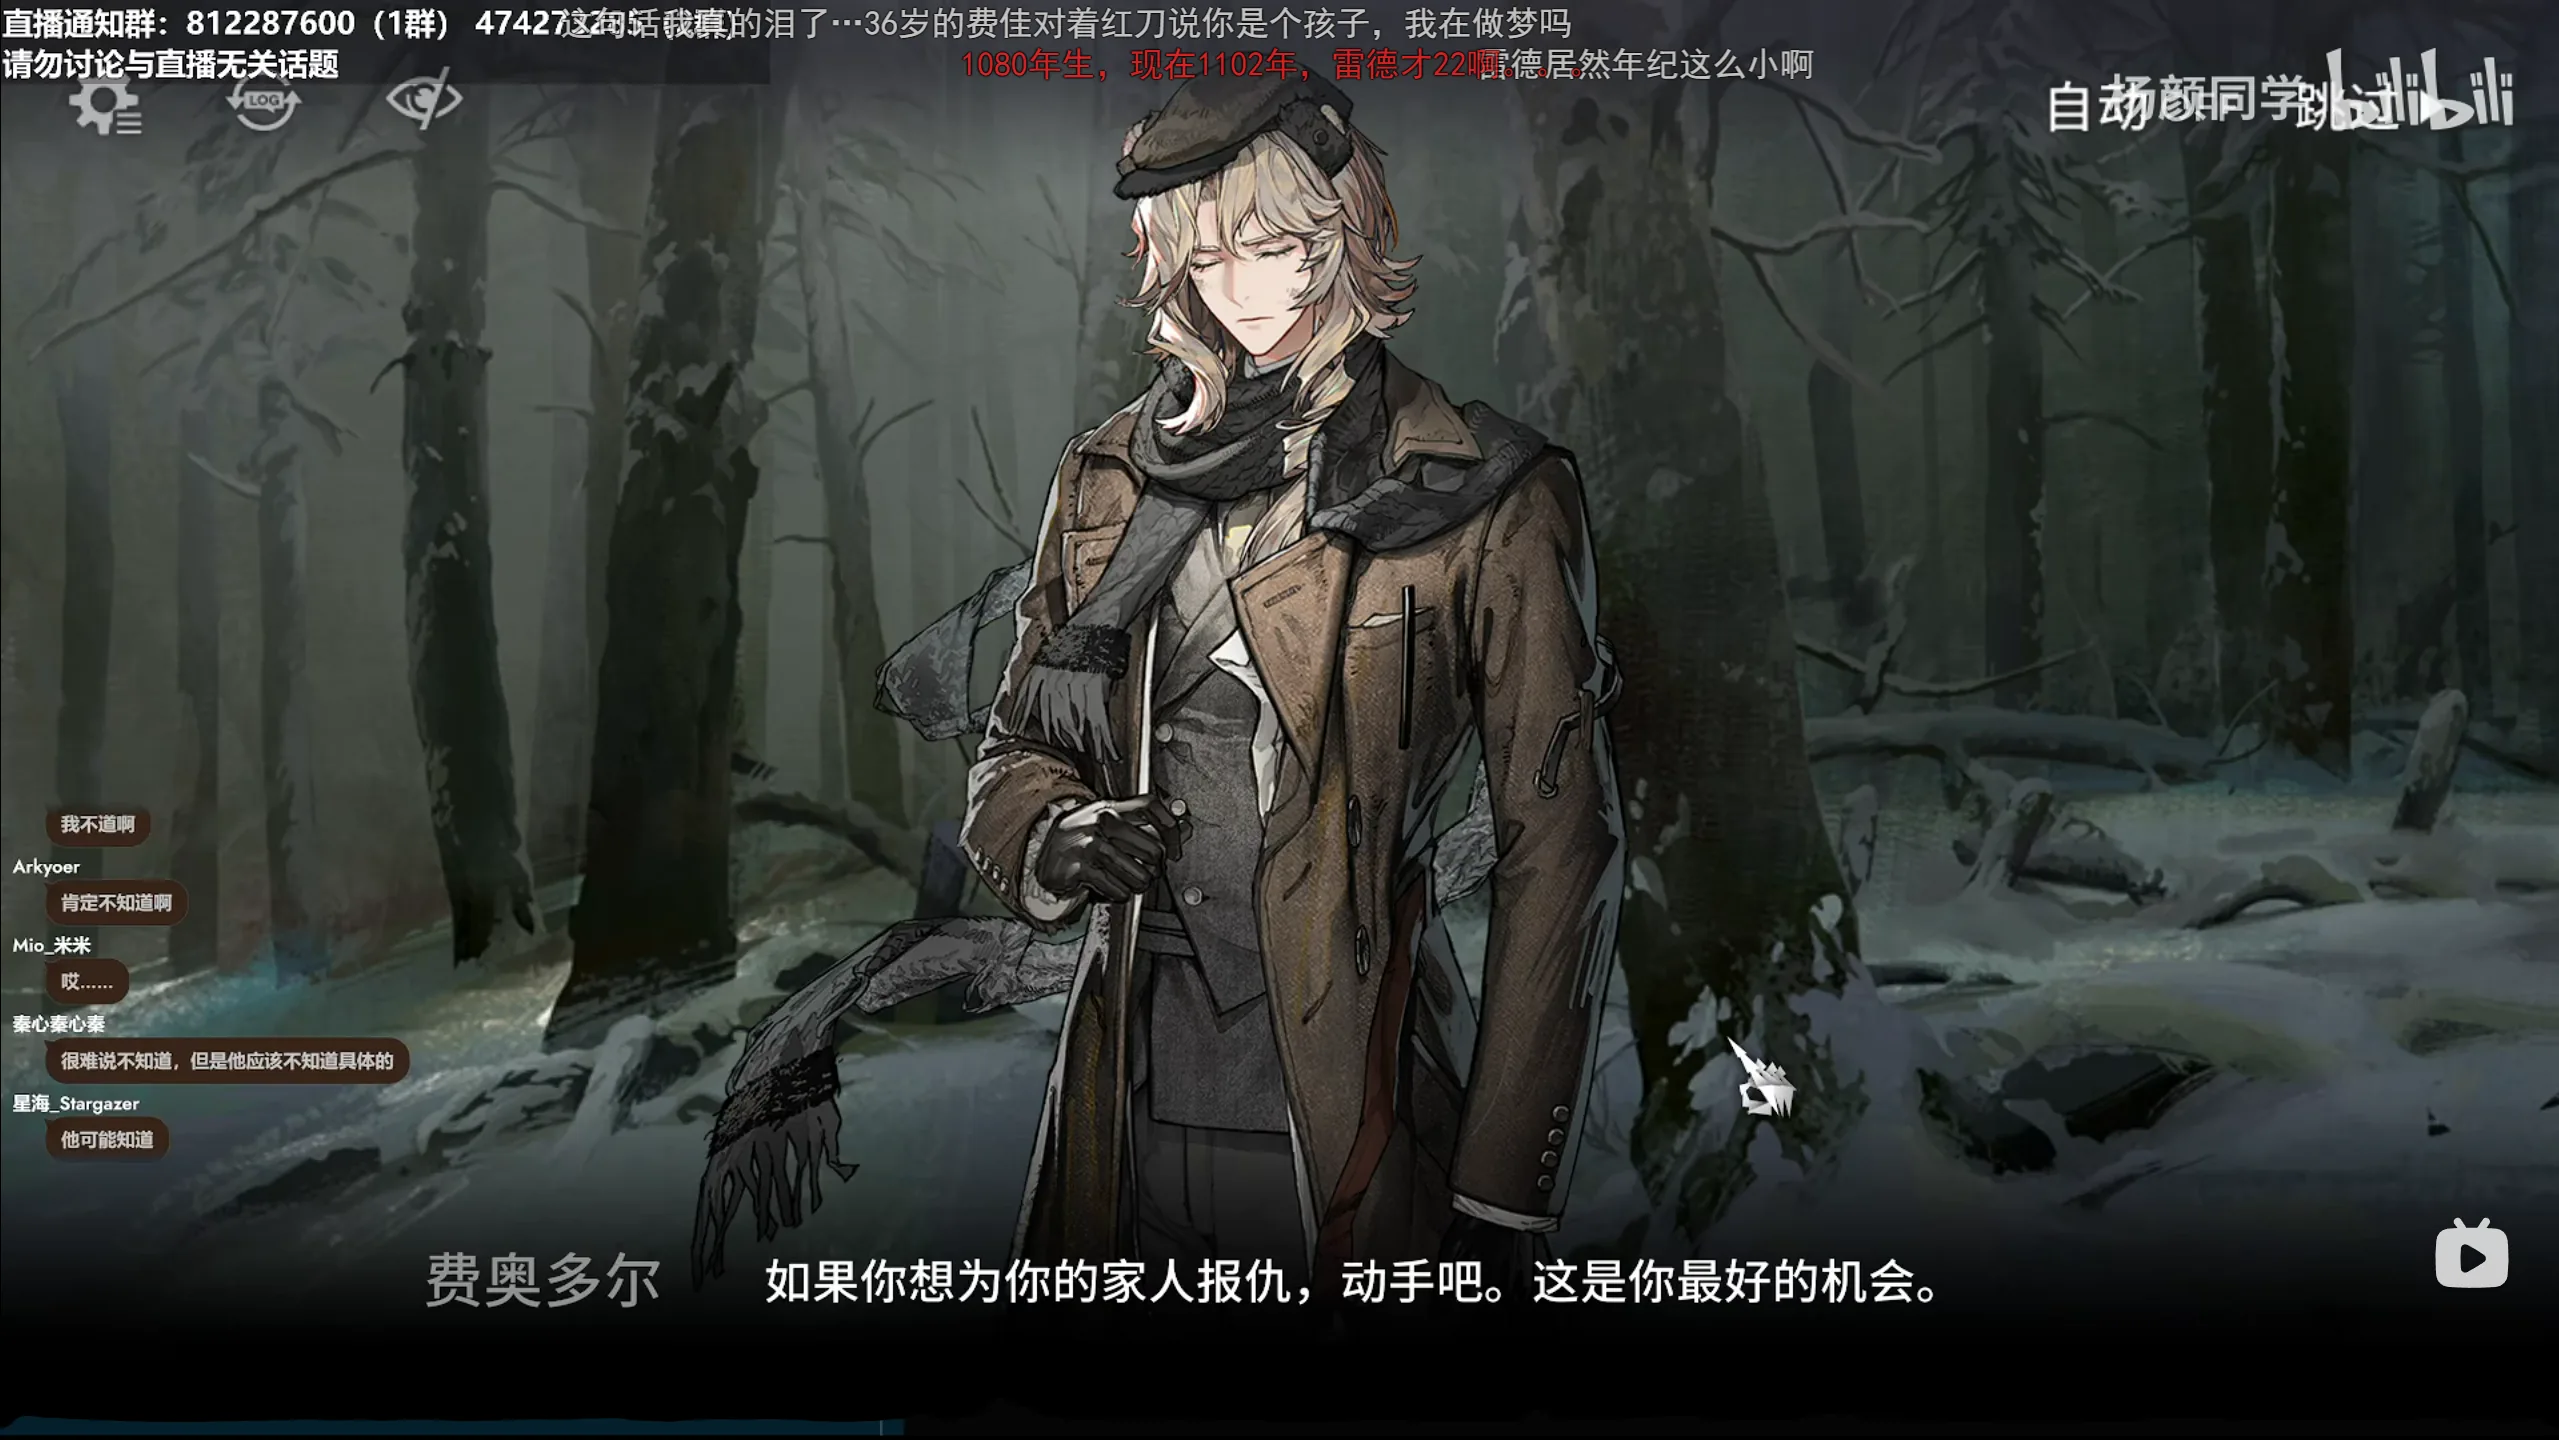 直播通知群：812287600（1群） 47427
这句话我真的泪了…36岁的费佳对着红刀说你是个孩子，我在做梦吗
请勿讨论与直播无关话题
1080年生，现在1102年，雷德才22啊。。。
雷德居然年纪这么小啊
LOG
自动
杨颜同学
跳过
bilibili
我不道啊
Arkyoer
肯定不知道啊
Mio_米米
哎……
秦心秦心秦
很难说不知道，但是他应该不知道具体的
星海_Stargazer
他可能知道
费奥多尔
如果你想为你的家人报仇，动手吧。这是你最好的机会。